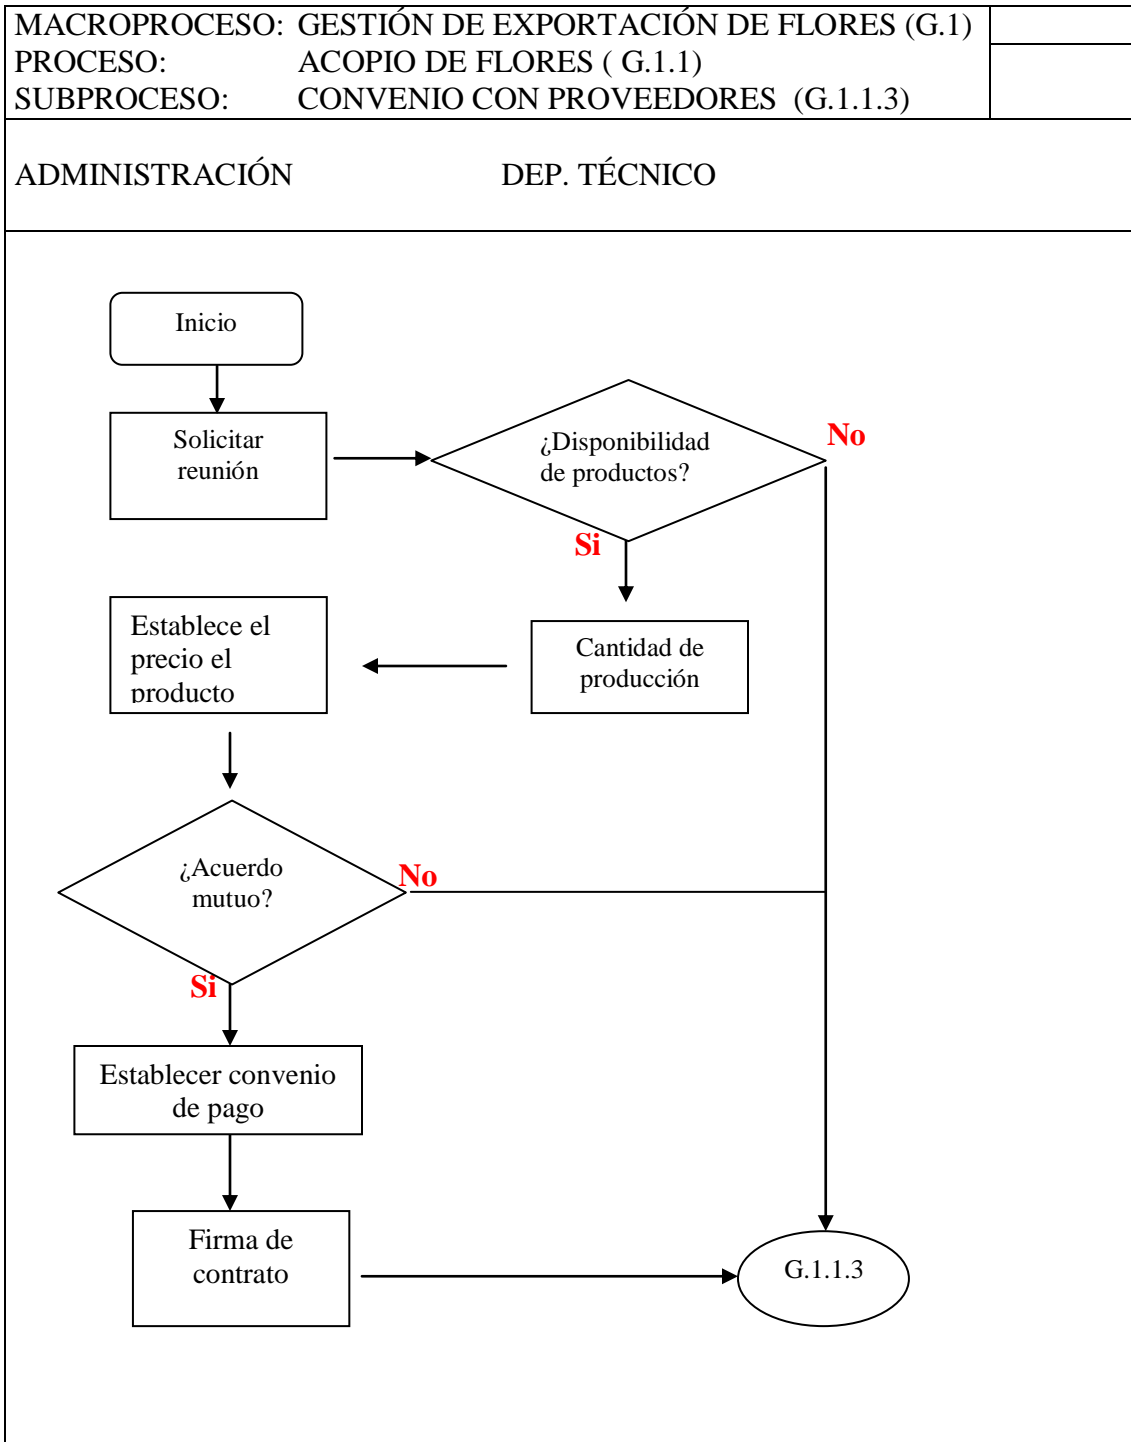 MACROPROCESO: GESTIÓN DE EXPORTACIÓN DE FLORES (G.1)
PROCESO: ACOPIO DE FLORES ( G.1.1)
SUBPROCESO: CONVENIO CON PROVEEDORES (G.1.1.3)
ADMINISTRACIÓN DEP. TÉCNICO
Inicio
Solicitar
reunión
¿Disponibilidad
de productos?
No
Si
Cantidad de
producción
Establece el
precio el
producto
¿Acuerdo
mutuo?
No
Si
Establecer convenio
de pago
Firma de
contrato
G.1.1.3